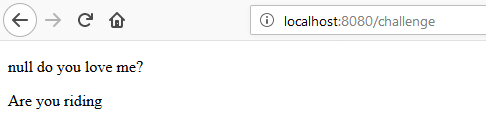 localhost:8080/challenge
null do you love me?
Are you riding